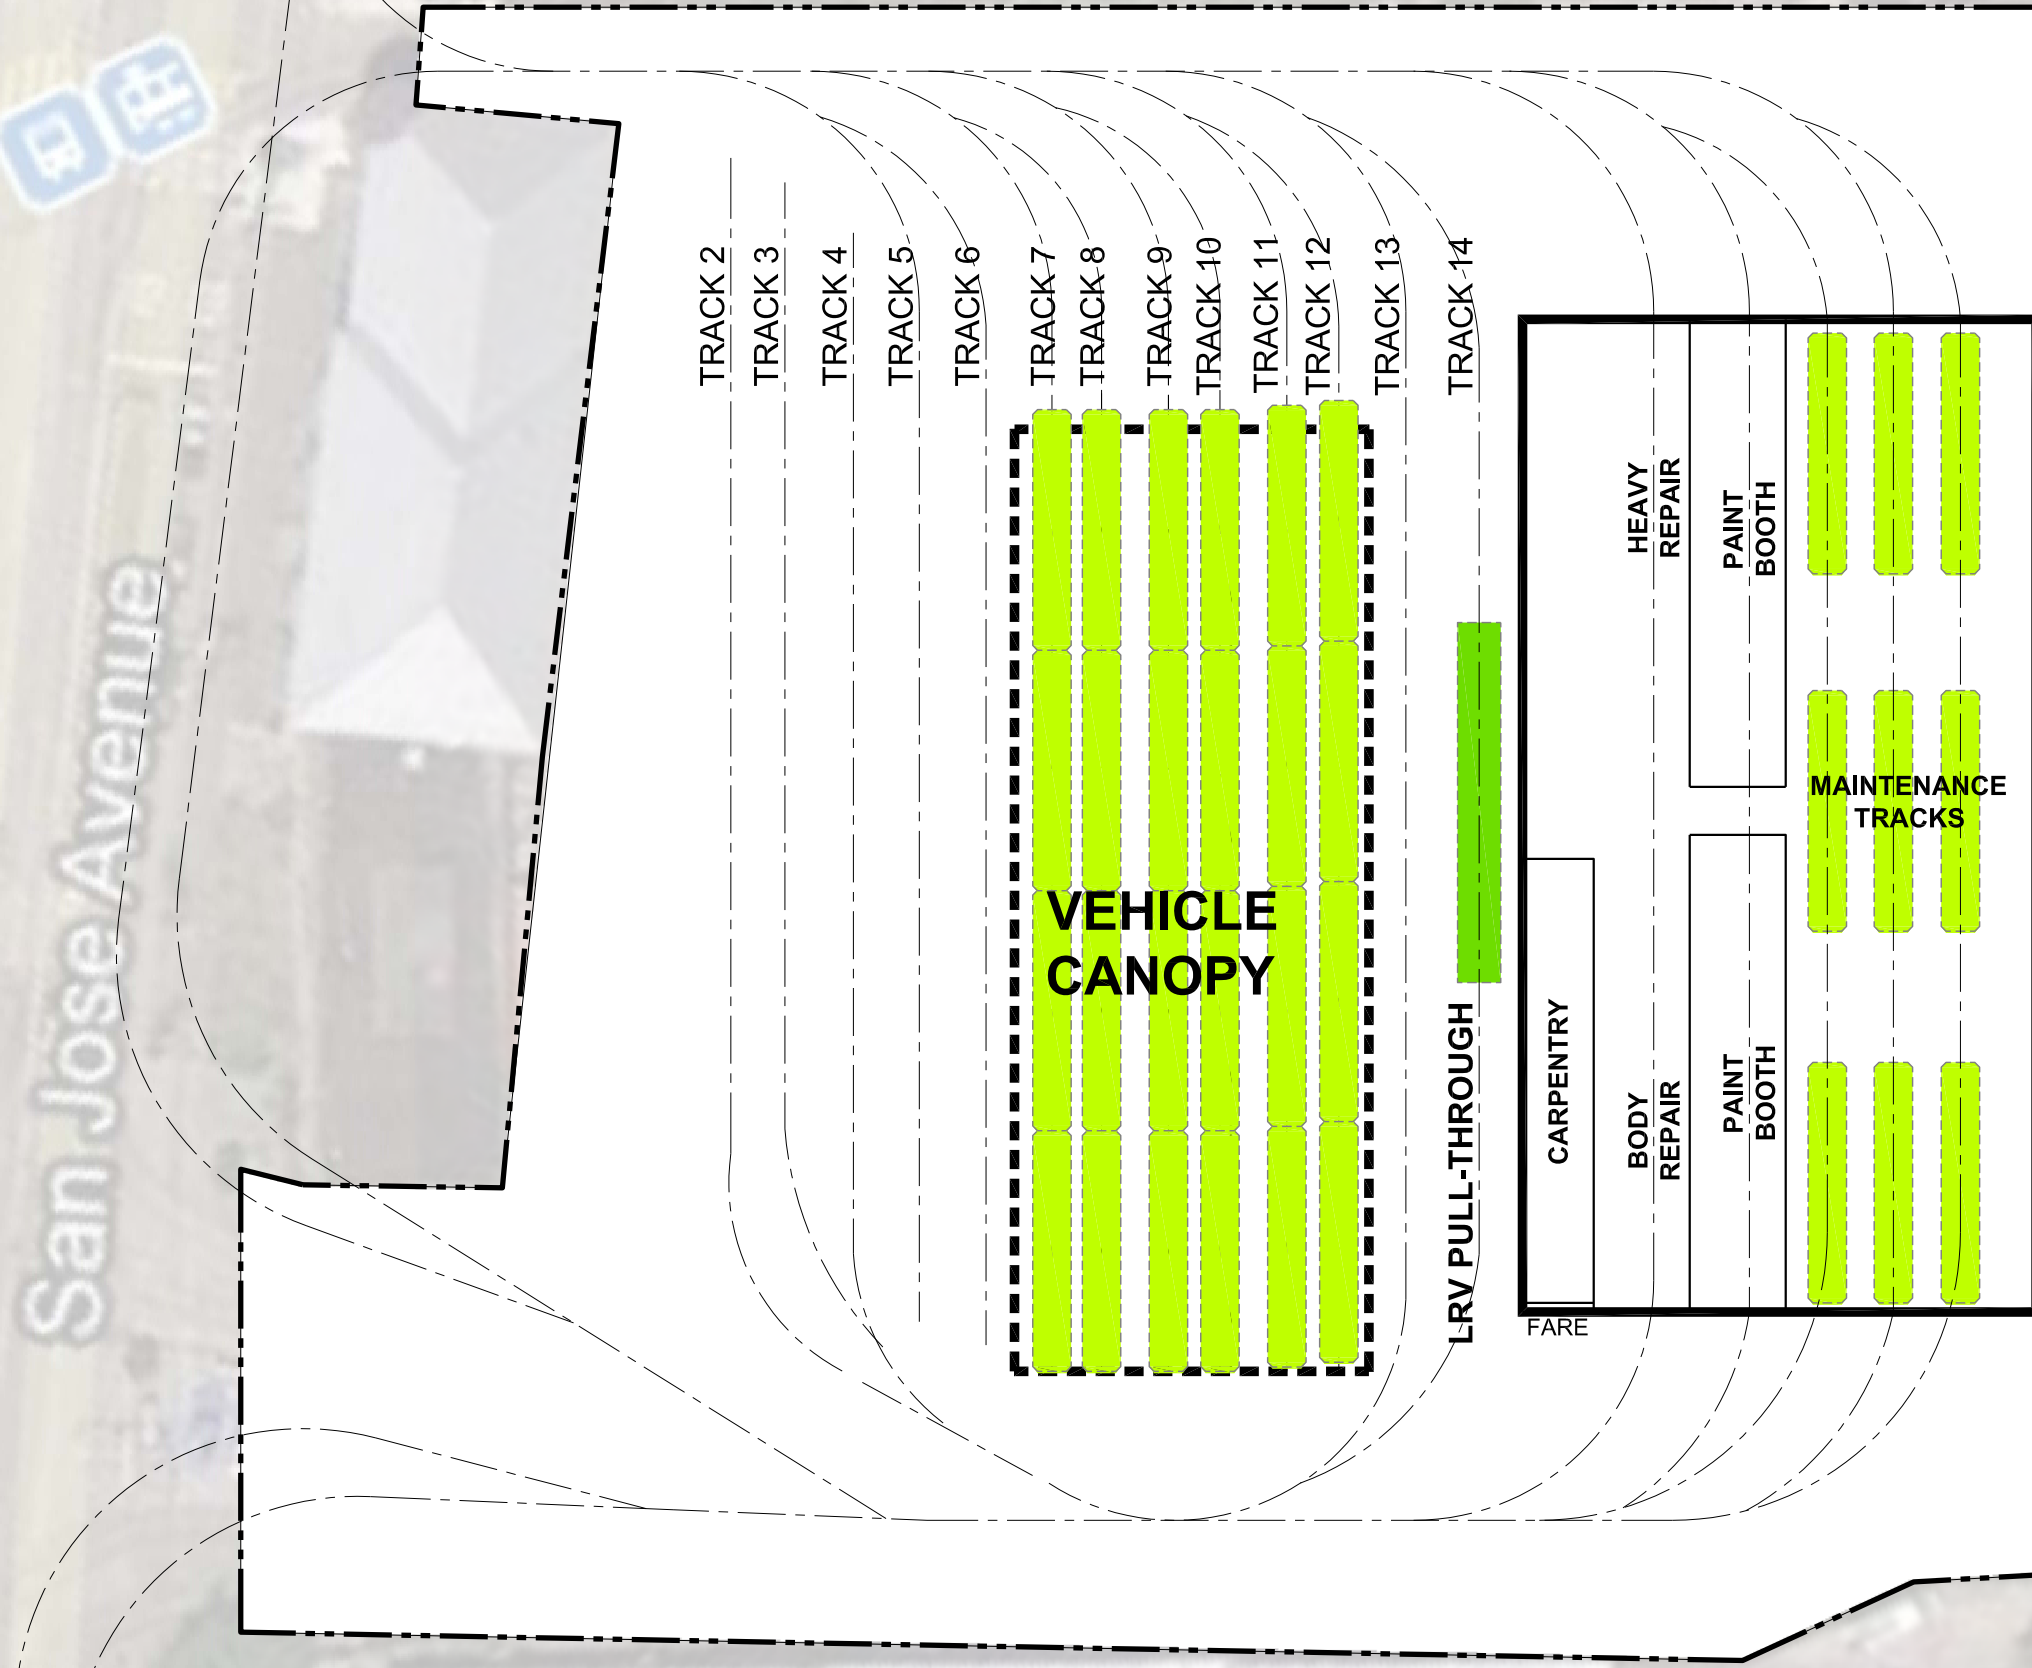 TRACK 2
TRACK 3
TRACK 4
TRACK 5
TRACK 6
TRACK 7
TRACK 8
TRACK 9
TRACK 10
TRACK 11
TRACK 12
TRACK 13
TRACK 14
San Jose Avenue
VEHICLE
CANOPY
LRV PULL-THROUGH
HEAVY
REPAIR
PAINT
BOOTH
MAINTENANCE
TRACKS
CARPENTRY
BODY
REPAIR
PAINT
BOOTH
FARE